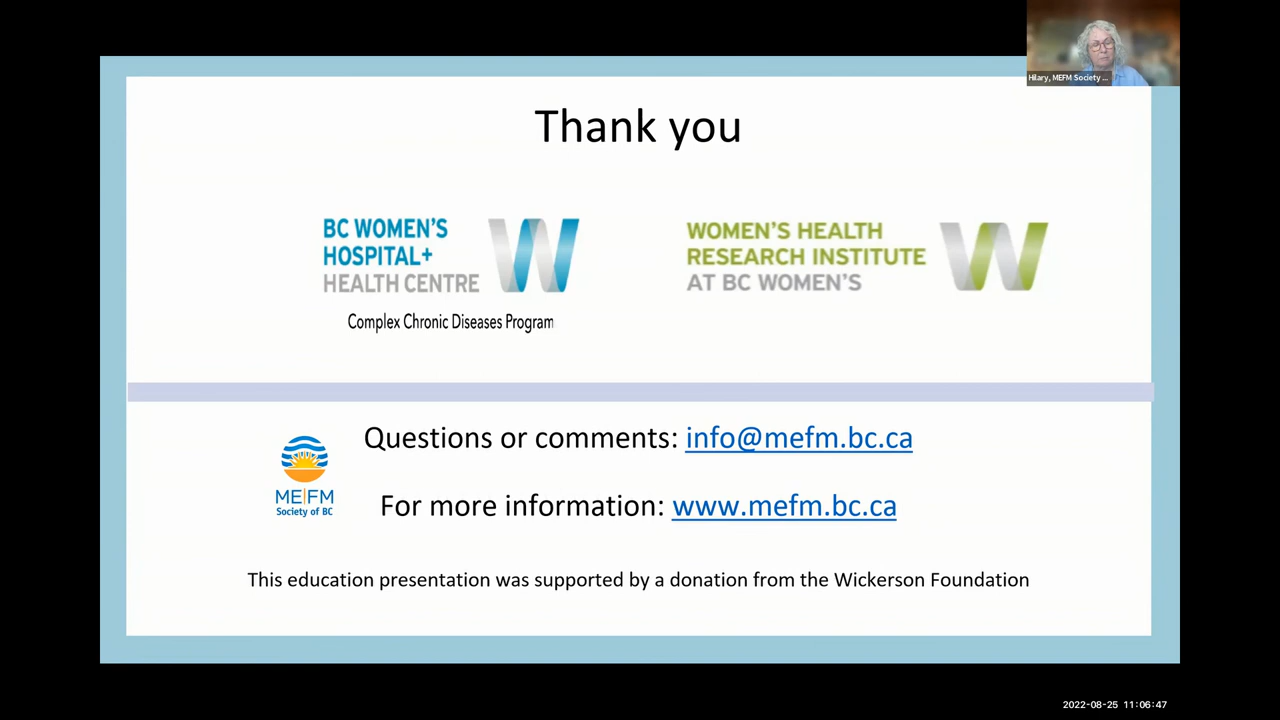 Hilary, MEFM Society ...
Thank you
BC WOMEN'S
HOSPITAL+
HEALTH CENTRE
Complex Chronic Diseases Program
WOMEN'S HEALTH
RESEARCH INSTITUTE
AT BC WOMEN'S
Questions or comments: info@mefm.bc.ca
ME|FM
Society of BC
For more information: www.mefm.bc.ca
This education presentation was supported by a donation from the Wickerson Foundation
2022-08-25 11:06:47